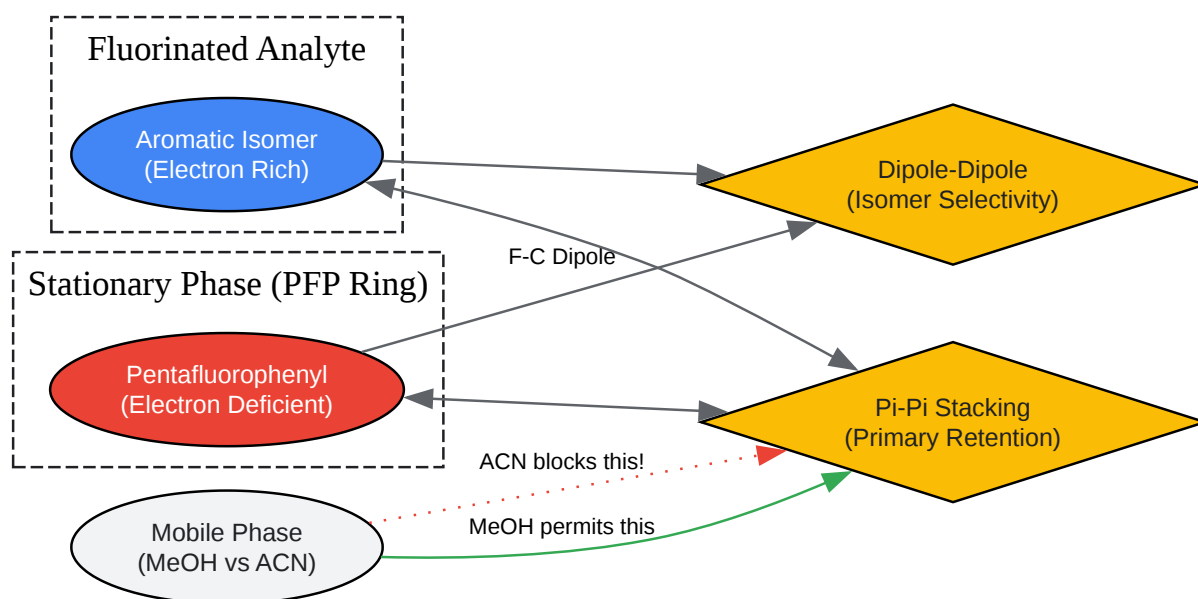 Fluorinated Analyte
Aromatic Isomer
(Electron Rich)
Dipole-Dipole
(Isomer Selectivity)
F-C Dipole
Stationary Phase (PFP Ring)
Pentafluorophenyl
(Electron Deficient)
Pi-Pi Stacking
(Primary Retention)
ACN blocks this!
MeOH permits this
Mobile Phase
(MeOH vs ACN)